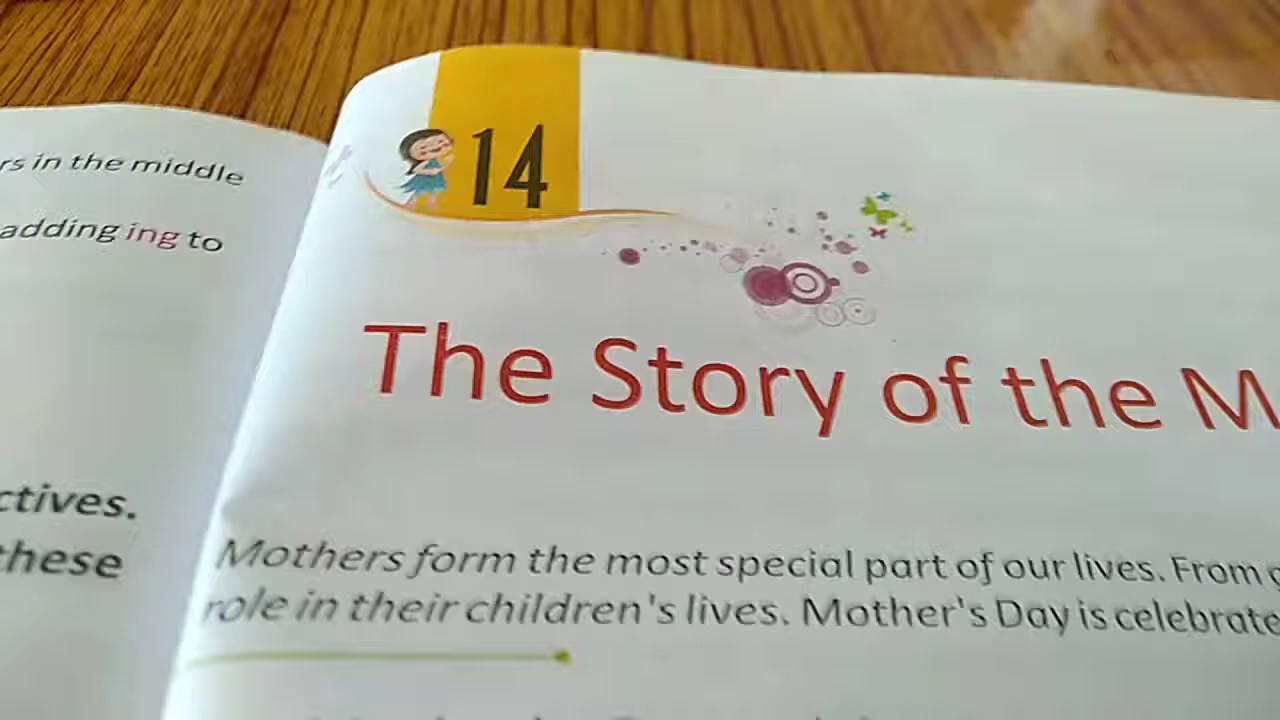 rs in the middle
adding ing to
ctives.
these
14
The Story of the M
Mothers form the most special part of our lives. From
role in their children's lives. Mother's Day is celebrate